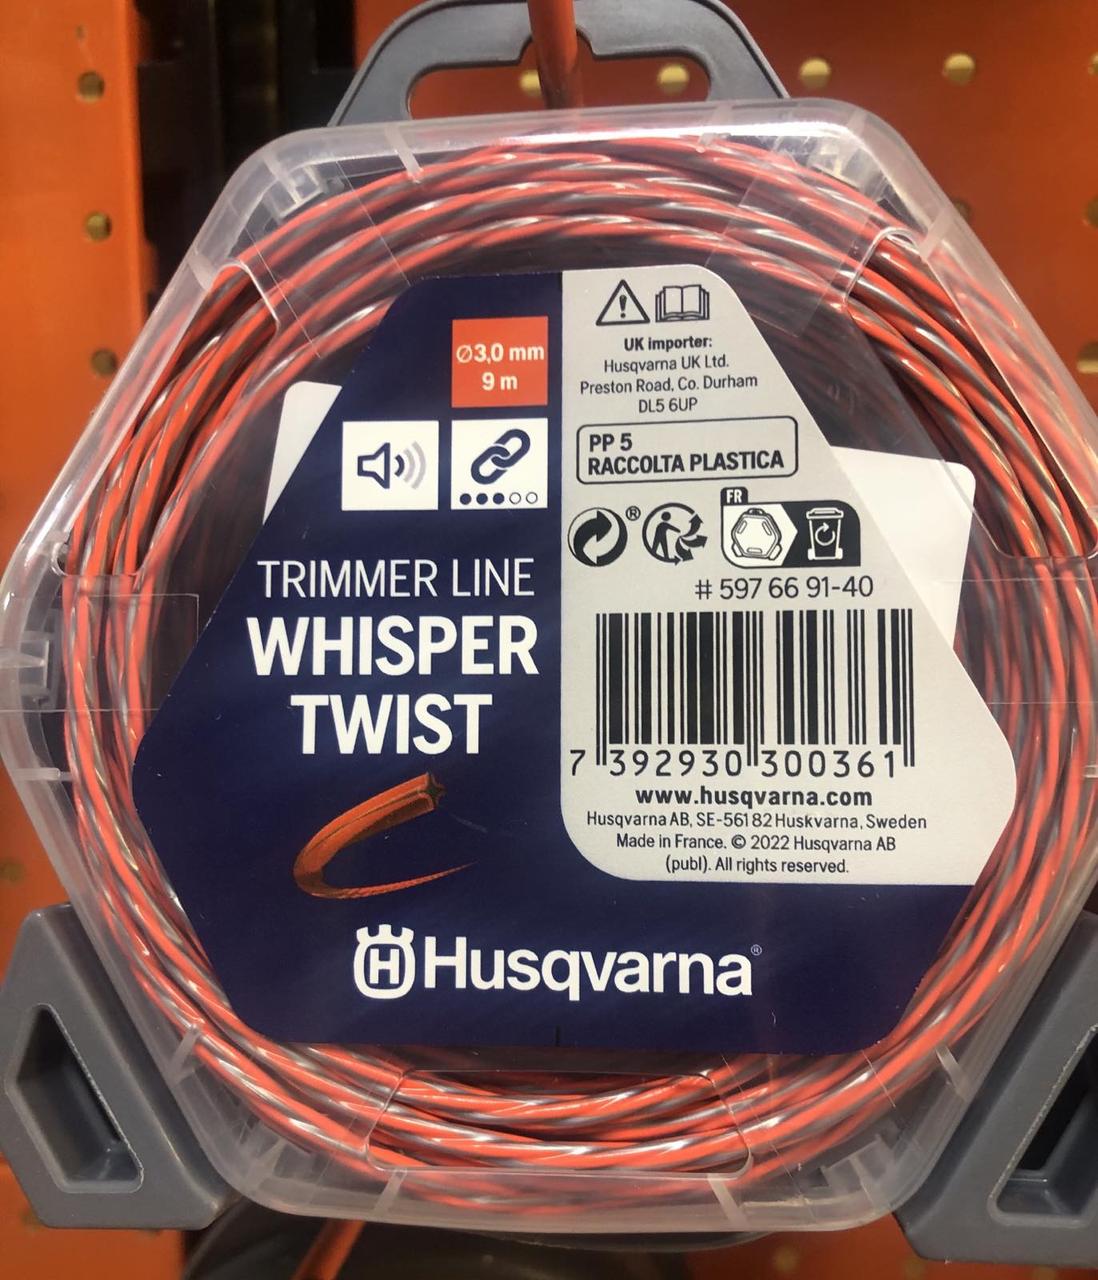 Ø3,0 mm
9 m
TRIMMER LINE
WHISPER
TWIST
UK importer:
Husqvarna UK Ltd.
Preston Road, Co. Durham
DL5 6UP
PP 5
RACCOLTA PLASTICA
®
FR
# 597 66 91-40
7 392930 300361
www.husqvarna.com
Husqvarna AB, SE-561 82 Huskvarna, Sweden
Made in France. © 2022 Husqvarna AB
(publ). All rights reserved.
H Husqvarna®